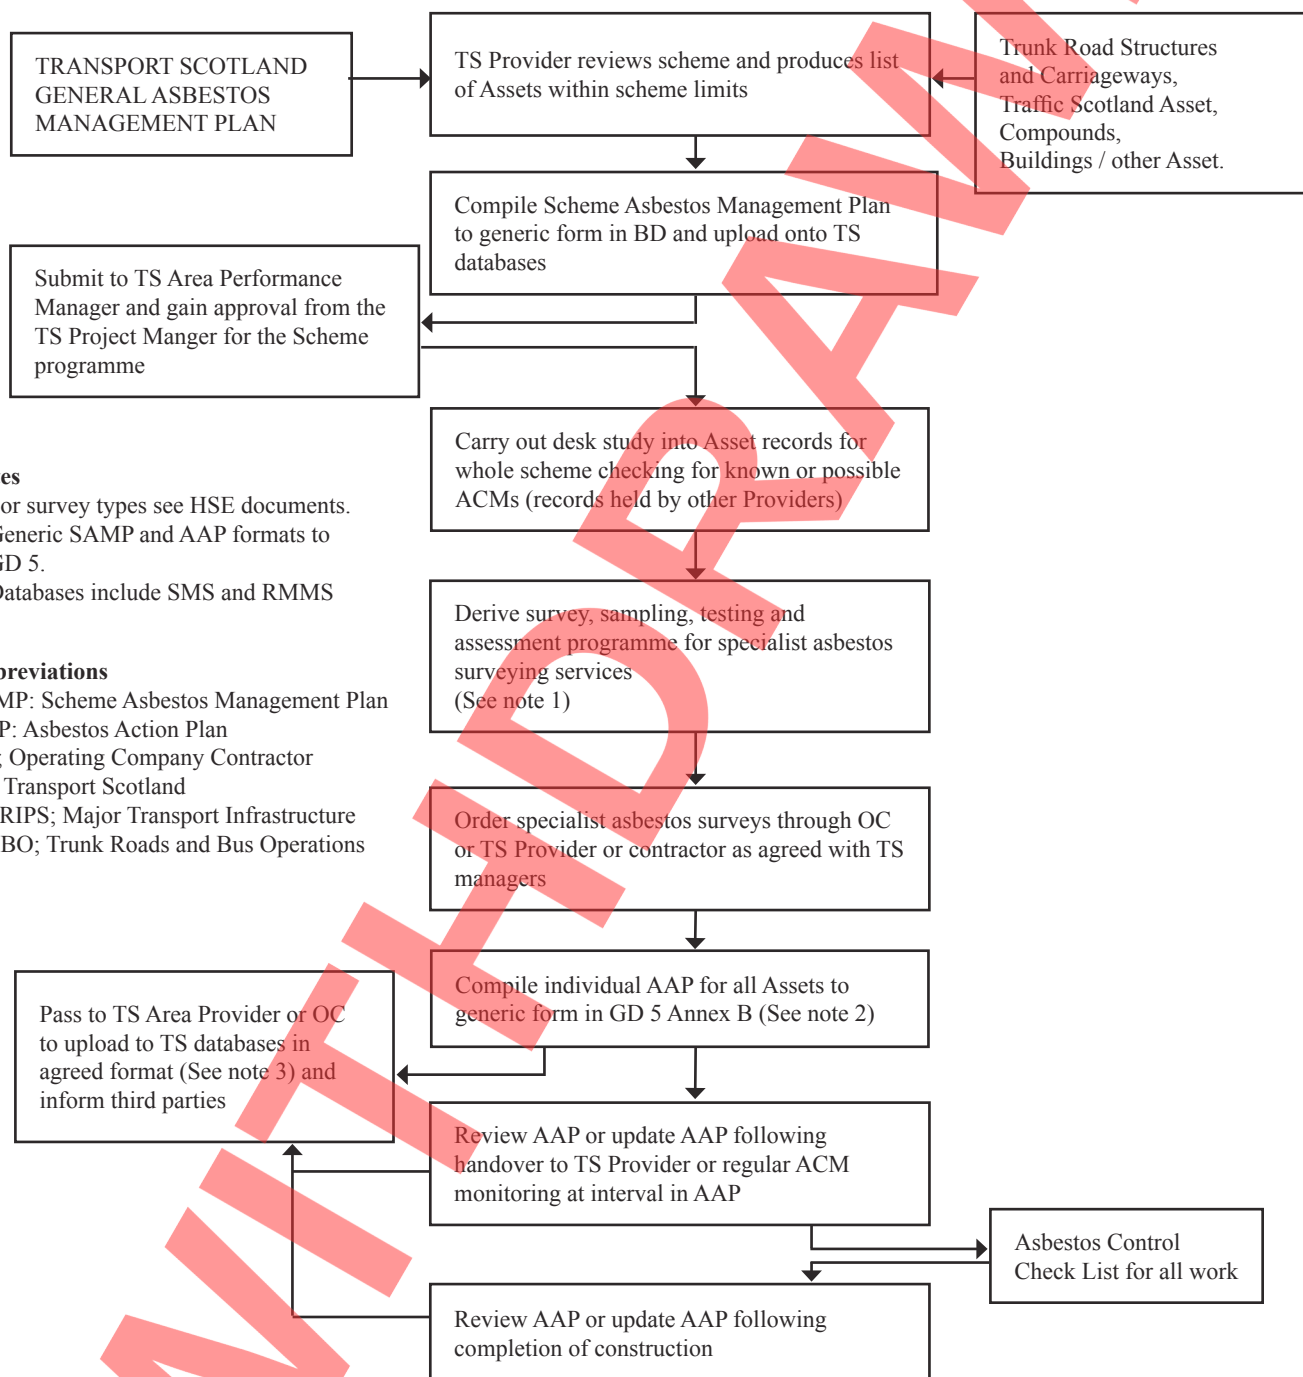 TRANSPORT SCOTLAND
GENERAL ASBESTOS
MANAGEMENT PLAN
TS Provider reviews scheme and produces list
of Assets within scheme limits
Trunk Road Structures
and Carriageways,
Traffic Scotland Asset,
Compounds,
Buildings / other Asset.
Compile Scheme Asbestos Management Plan
to generic form in BD and upload onto TS
databases
Submit to TS Area Performance
Manager and gain approval from the
TS Project Manger for the Scheme
programme
Carry out desk study into Asset records for
whole scheme checking for known or possible
ACMs (records held by other Providers)
es
or survey types see HSE documents.
Generic SAMP and AAP formats to
GD 5.
Databases include SMS and RMMS
Derive survey, sampling, testing and
assessment programme for specialist asbestos
surveying services
(See note 1)
breviations
MP: Scheme Asbestos Management Plan
P: Asbestos Action Plan
; Operating Company Contractor
Transport Scotland
RIPS; Major Transport Infrastructure
BO; Trunk Roads and Bus Operations
Order specialist asbestos surveys through OC
or TS Provider or contractor as agreed with TS
managers
Compile individual AAP for all Assets to
generic form in GD 5 Annex B (See note 2)
Pass to TS Area Provider or OC
to upload to TS databases in
agreed format (See note 3) and
inform third parties
Review AAP or update AAP following
handover to TS Provider or regular ACM
monitoring at interval in AAP
Asbestos Control
Check List for all work
Review AAP or update AAP following
completion of construction
WITHDRAWN